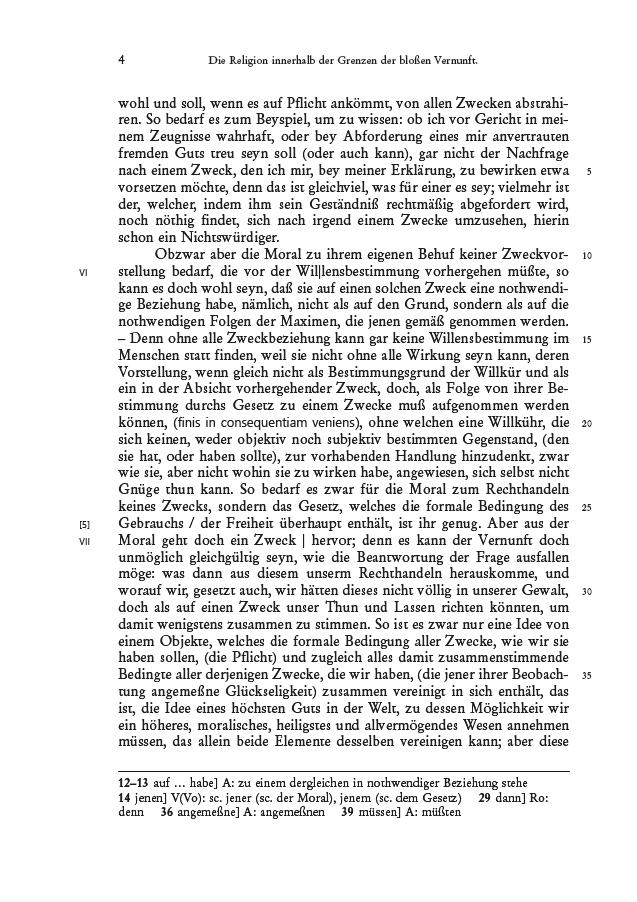 4 Die Religion innerhalb der Grenzen der bloßen Vernunft.
wohl und soll, wenn es auf Pflicht ankömmt, von allen Zwecken abstrahi-
ren. So bedarf es zum Beyspiel, um zu wissen: ob ich vor Gericht in mei-
nem Zeugnisse wahrhaft, oder bey Abforderung eines mir anvertrauten
fremden Guts treu seyn soll (oder auch kann), gar nicht der Nachfrage
nach einem Zweck, den ich mir, bey meiner Erklärung, zu bewirken etwa 5
vorsetzen möchte, denn das ist gleichviel, was für einer es sey; vielmehr ist
der, welcher, indem ihm sein Geständniß rechtmäßig abgefordert wird,
noch nöthig findet, sich nach irgend einem Zwecke umzusehen, hierin
schon ein Nichtswürdiger.
Obzwar aber die Moral zu ihrem eigenen Behuf keiner Zweckvor- 10
VI stellung bedarf, die vor der Wil|lensbestimmung vorhergehen müßte, so
kann es doch wohl seyn, daß sie auf einen solchen Zweck eine nothwendi-
ge Beziehung habe, nämlich, nicht als auf den Grund, sondern als auf die
nothwendigen Folgen der Maximen, die jenen gemäß genommen werden.
– Denn ohne alle Zweckbeziehung kann gar keine Willensbestimmung im 15
Menschen statt finden, weil sie nicht ohne alle Wirkung seyn kann, deren
Vorstellung, wenn gleich nicht als Bestimmungsgrund der Willkür und als
ein in der Absicht vorhergehender Zweck, doch, als Folge von ihrer Be-
stimmung durchs Gesetz zu einem Zwecke muß aufgenommen werden
können, (finis in consequentiam veniens), ohne welchen eine Willkühr, die 20
sich keinen, weder objektiv noch subjektiv bestimmten Gegenstand, (den
sie hat, oder haben sollte), zur vorhabenden Handlung hinzudenkt, zwar
wie sie, aber nicht wohin sie zu wirken habe, angewiesen, sich selbst nicht
Gnüge thun kann. So bedarf es zwar für die Moral zum Rechthandeln
keines Zwecks, sondern das Gesetz, welches die formale Bedingung des 25
[5] Gebrauchs / der Freiheit überhaupt enthält, ist ihr genug. Aber aus der
VII Moral geht doch ein Zweck | hervor; denn es kann der Vernunft doch
unmöglich gleichgültig seyn, wie die Beantwortung der Frage ausfallen
möge: was dann aus diesem unserm Rechthandeln herauskomme, und
worauf wir, gesetzt auch, wir hätten dieses nicht völlig in unserer Gewalt, 30
doch als auf einen Zweck unser Thun und Lassen richten könnten, um
damit wenigstens zusammen zu stimmen. So ist es zwar nur eine Idee von
einem Objekte, welches die formale Bedingung aller Zwecke, wie wir sie
haben sollen, (die Pflicht) und zugleich alles damit zusammenstimmende
Bedingte aller derjenigen Zwecke, die wir haben, (die jener ihrer Beobach- 35
tung angemeßne Glückseligkeit) zusammen vereinigt in sich enthält, das
ist, die Idee eines höchsten Guts in der Welt, zu dessen Möglichkeit wir
ein höheres, moralisches, heiligstes und allvermögendes Wesen annehmen
müssen, das allein beide Elemente desselben vereinigen kann; aber diese
12–13 auf … habe] A: zu einem dergleichen in nothwendiger Beziehung stehe
14 jenen] V(Vo): sc. jener (sc. der Moral), jenem (sc. dem Gesetz) 29 dann] Ro:
denn 36 angemeßne] A: angemeßnen 39 müssen] A: müßten